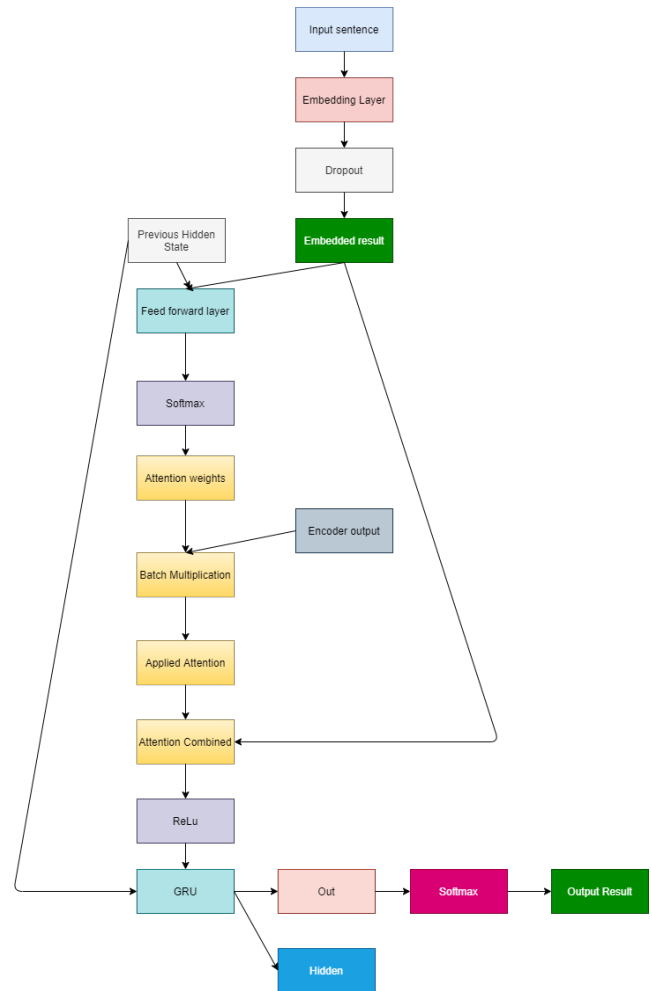 Input sentence
Embedding Layer
Dropout
Previous Hidden
State
Embedded result
Feed forward layer
Softmax
Attention weights
Encoder output
Batch Multiplication
Applied Attention
Attention Combined
ReLu
GRU
Out
Softmax
Output Result
Hidden